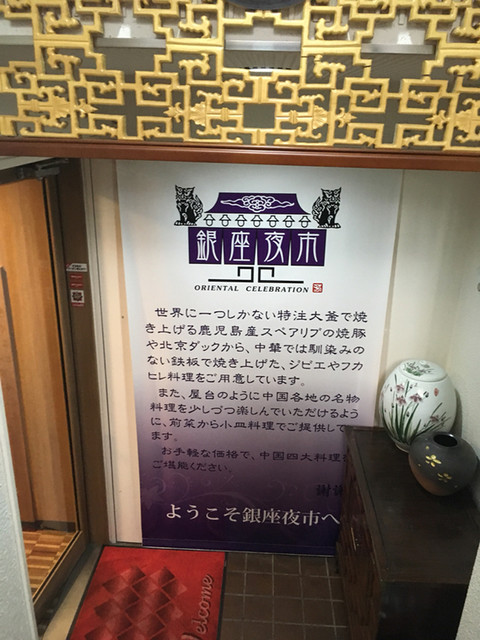 銀座夜市
ORIENTAL CELEBRATION
世界に一つしかない特注大釜で焼
き上げる鹿児島産スペアリブの焼豚
や北京ダックから、中華では馴染みの
ない鉄板で焼き上げた、ジビエやフカ
ヒレ料理をご用意しています。
また、屋台のように中国各地の名物
料理を少しづつ楽しんでいただけるよう
に、前菜から小皿料理でご提供して
ます。
お手軽な価格で、中国四大料理を
ご堪能ください。
謝謝
ようこそ銀座夜市へ
Welcome